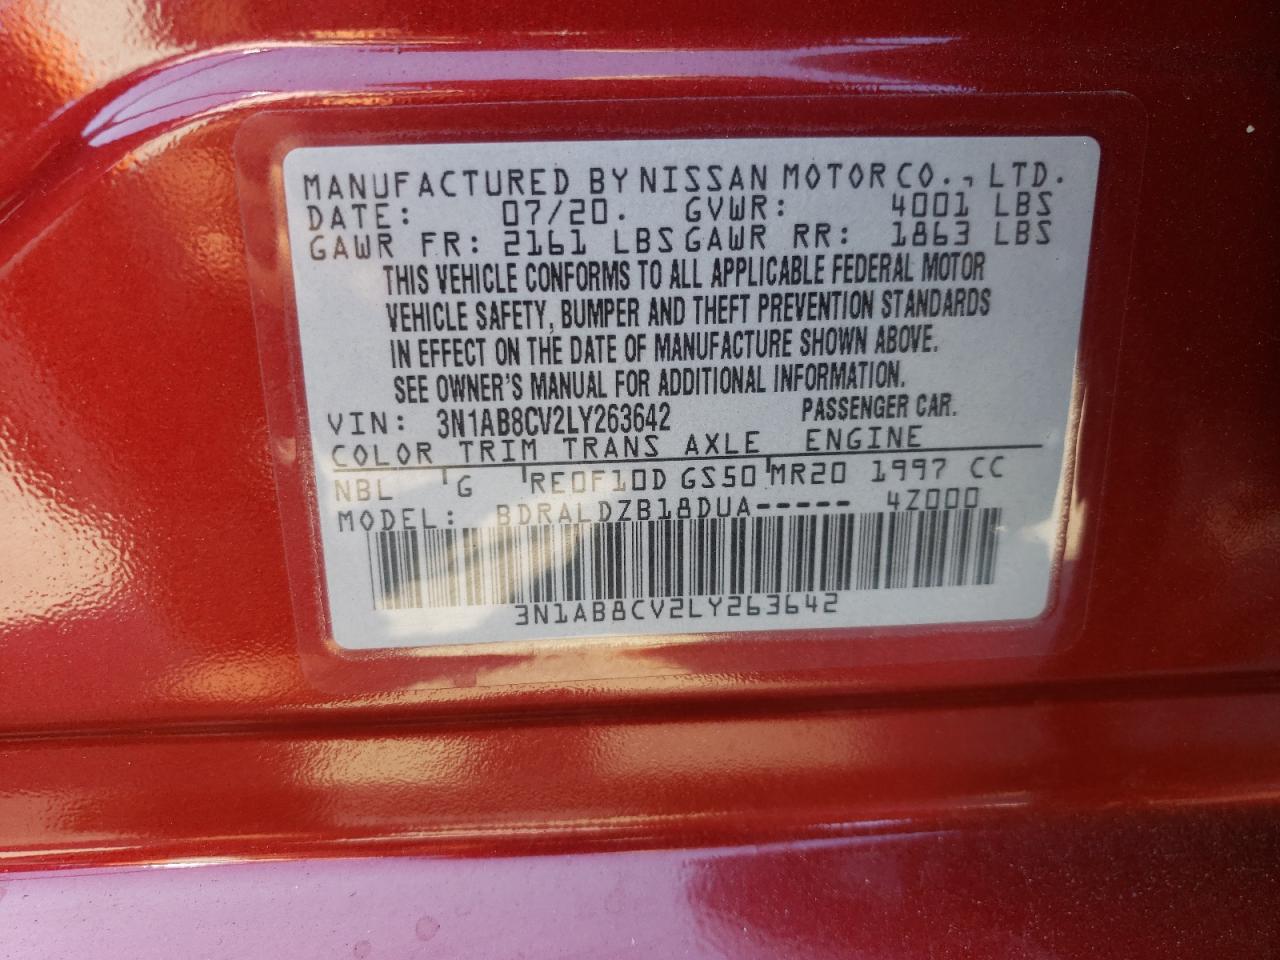 MANUFACTURED BY NISSAN MOTOR CO., LTD.
DATE: 07/20. GVWR: 4001 LBS
GAWR FR: 2161 LBS GAWR RR: 1863 LBS
THIS VEHICLE CONFORMS TO ALL APPLICABLE FEDERAL MOTOR
VEHICLE SAFETY, BUMPER AND THEFT PREVENTION STANDARDS
IN EFFECT ON THE DATE OF MANUFACTURE SHOWN ABOVE.
SEE OWNER'S MANUAL FOR ADDITIONAL INFORMATION.
VIN: 3N1AB8CV2LY263642 PASSENGER CAR.
COLOR TRIM TRANS AXLE ENGINE
NBL G RE0F10D GS50 MR20 1997 CC
MODEL: BDRALDZB18DUA----- 4Z000
3N1AB8CV2LY263642